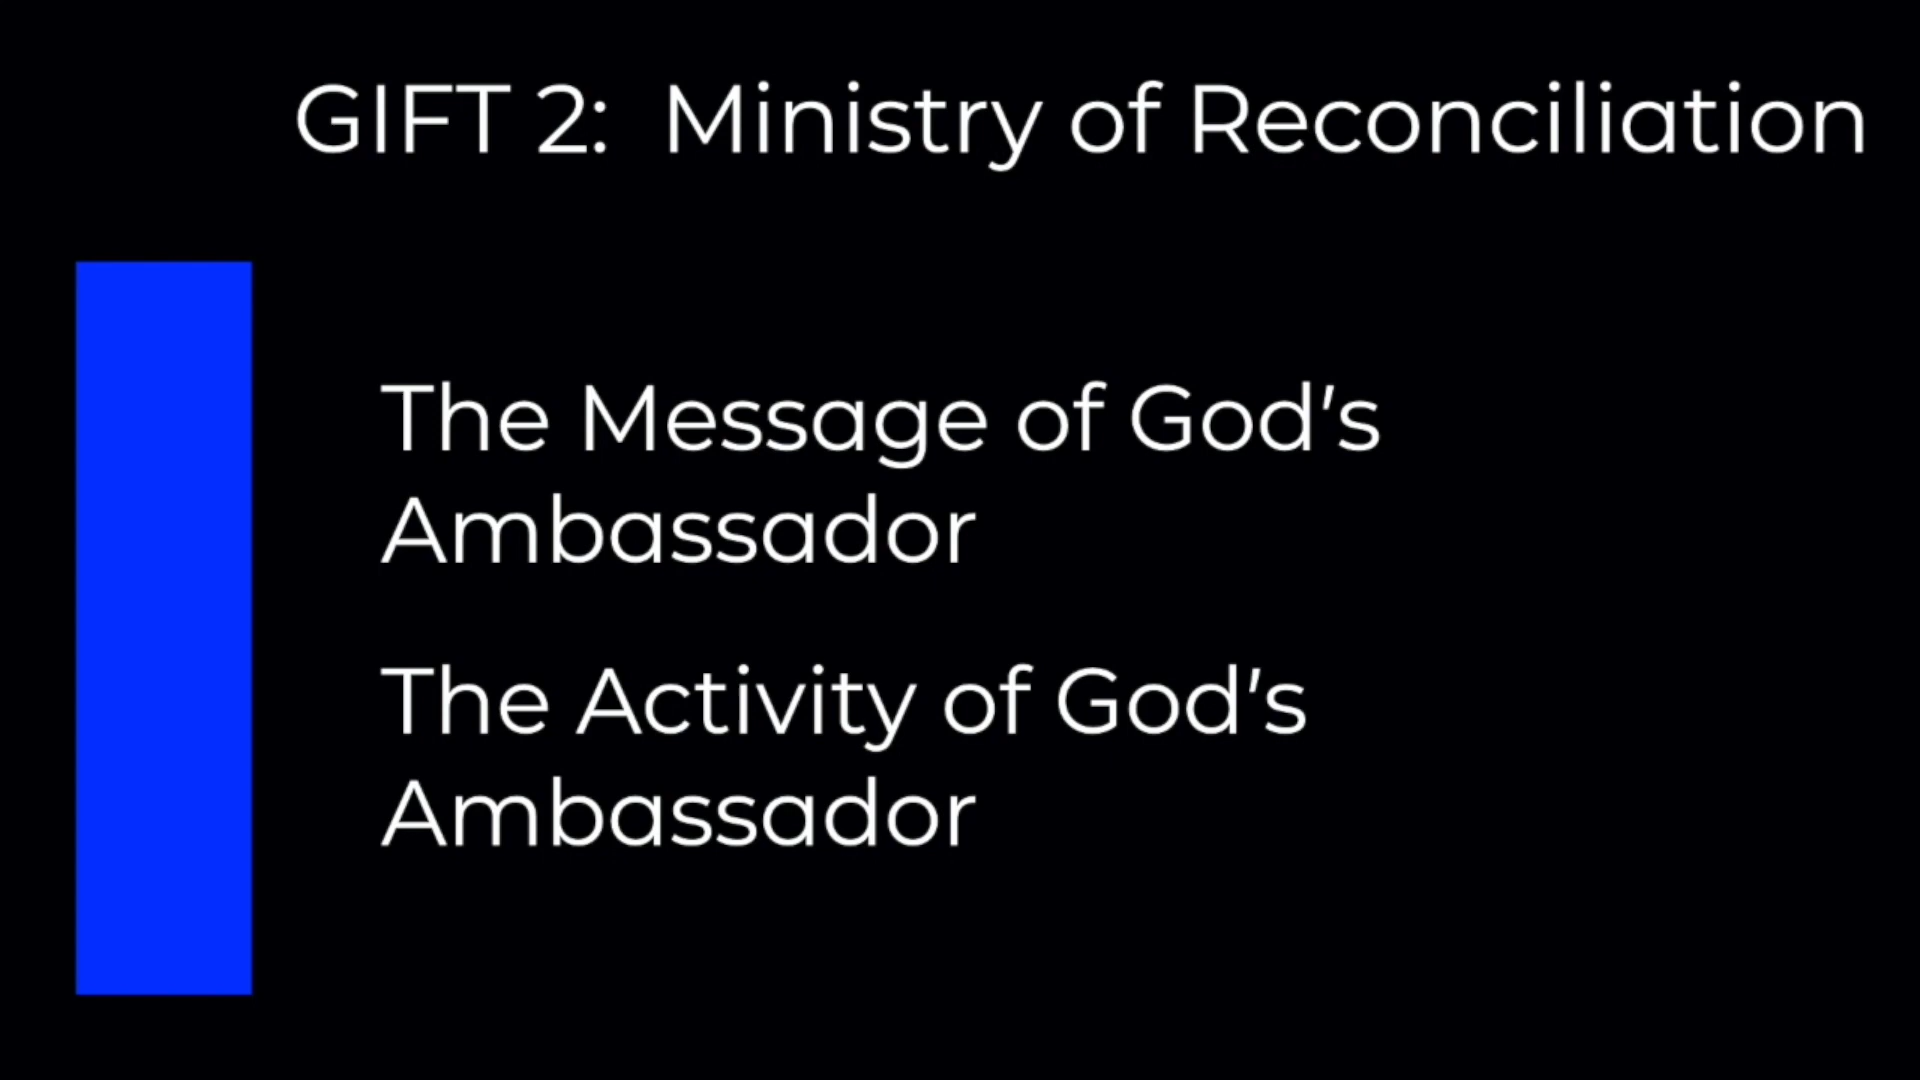 GIFT 2:  Ministry of Reconciliation
The Message of God's
Ambassador
The Activity of God's
Ambassador